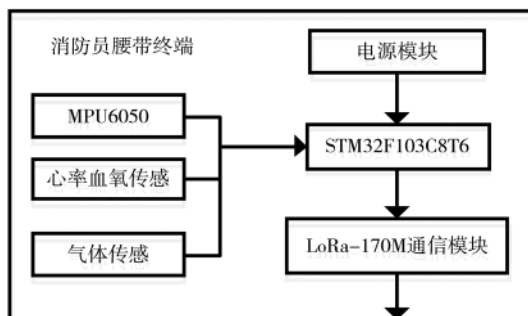 消防员腰带终端
电源模块
MPU6050
STM32F103C8T6
心率血氧传感
气体传感
LoRa-170M通信模块